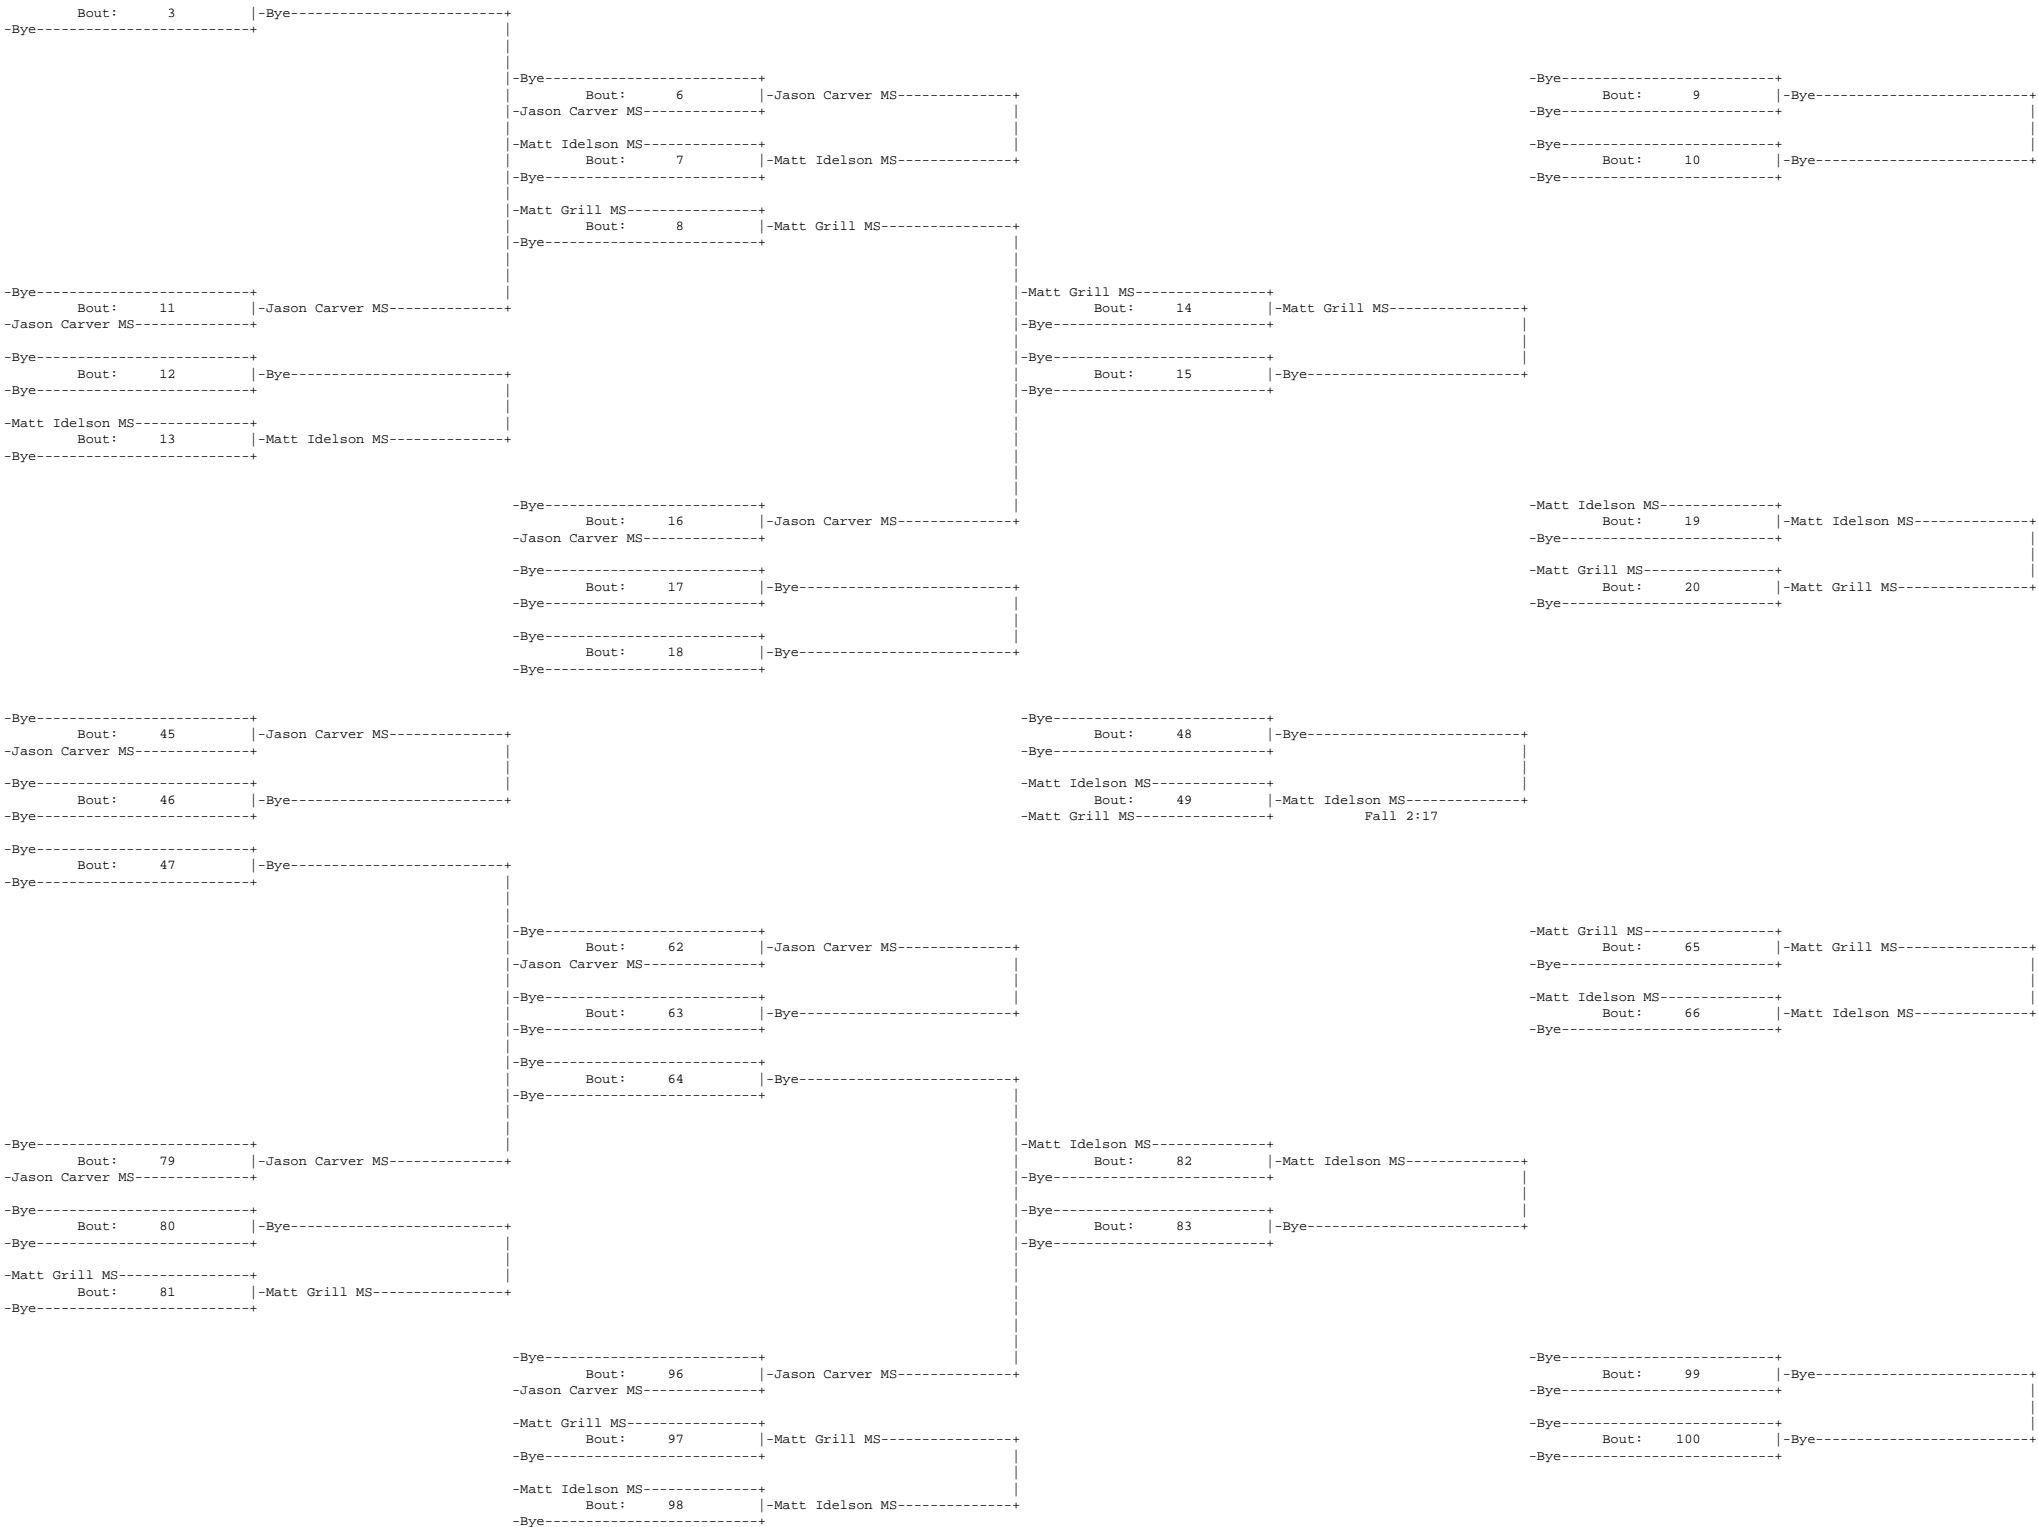 Bout: 3 |-Bye--------------------------+
-Bye--------------------------+
|-Bye--------------------------+ -Bye--------------------------+
Bout: 6 |-Jason Carver MS--------------+ Bout: 9 |-Bye--------------------------+
|-Jason Carver MS--------------+ -Bye--------------------------+
|-Matt Idelson MS--------------+ -Bye--------------------------+
Bout: 7 |-Matt Idelson MS--------------+ Bout: 10 |-Bye--------------------------+
|-Bye--------------------------+ -Bye--------------------------+
|-Matt Grill MS----------------+
Bout: 8 |-Matt Grill MS----------------+
|-Bye--------------------------+
-Bye--------------------------+ |-Matt Grill MS----------------+
Bout: 11 |-Jason Carver MS--------------+ Bout: 14 |-Matt Grill MS----------------+
-Jason Carver MS--------------+ |-Bye--------------------------+
-Bye--------------------------+ |-Bye--------------------------+
Bout: 12 |-Bye--------------------------+ Bout: 15 |-Bye--------------------------+
-Bye--------------------------+ |-Bye--------------------------+
-Matt Idelson MS--------------+
Bout: 13 |-Matt Idelson MS--------------+
-Bye--------------------------+
-Bye--------------------------+ -Matt Idelson MS--------------+
Bout: 16 |-Jason Carver MS--------------+ Bout: 19 |-Matt Idelson MS--------------+
-Jason Carver MS--------------+ -Bye--------------------------+
-Bye--------------------------+ -Matt Grill MS----------------+
Bout: 17 |-Bye--------------------------+ Bout: 20 |-Matt Grill MS----------------+
-Bye--------------------------+ -Bye--------------------------+
-Bye--------------------------+
Bout: 18 |-Bye--------------------------+
-Bye--------------------------+
-Bye--------------------------+ -Bye--------------------------+
Bout: 45 |-Jason Carver MS--------------+ Bout: 48 |-Bye--------------------------+
-Jason Carver MS--------------+ -Bye--------------------------+
-Bye--------------------------+ -Matt Idelson MS--------------+
Bout: 46 |-Bye--------------------------+ Bout: 49 |-Matt Idelson MS--------------+
-Bye--------------------------+ -Matt Grill MS----------------+ Fall 2:17
-Bye--------------------------+
Bout: 47 |-Bye--------------------------+
-Bye--------------------------+
|-Bye--------------------------+ -Matt Grill MS----------------+
Bout: 62 |-Jason Carver MS--------------+ Bout: 65 |-Matt Grill MS----------------+
|-Jason Carver MS--------------+ -Bye--------------------------+
|-Bye--------------------------+ -Matt Idelson MS--------------+
Bout: 63 |-Bye--------------------------+ Bout: 66 |-Matt Idelson MS--------------+
|-Bye--------------------------+ -Bye--------------------------+
|-Bye--------------------------+
Bout: 64 |-Bye--------------------------+
|-Bye--------------------------+
-Bye--------------------------+ |-Matt Idelson MS--------------+
Bout: 79 |-Jason Carver MS--------------+ Bout: 82 |-Matt Idelson MS--------------+
-Jason Carver MS--------------+ |-Bye--------------------------+
-Bye--------------------------+ |-Bye--------------------------+
Bout: 80 |-Bye--------------------------+ Bout: 83 |-Bye--------------------------+
-Bye--------------------------+ |-Bye--------------------------+
-Matt Grill MS----------------+
Bout: 81 |-Matt Grill MS----------------+
-Bye--------------------------+
-Bye--------------------------+ -Bye--------------------------+
Bout: 96 |-Jason Carver MS--------------+ Bout: 99 |-Bye--------------------------+
-Jason Carver MS--------------+ -Bye--------------------------+
-Matt Grill MS----------------+ -Bye--------------------------+
Bout: 97 |-Matt Grill MS----------------+ Bout: 100 |-Bye--------------------------+
-Bye--------------------------+ -Bye--------------------------+
-Matt Idelson MS--------------+
Bout: 98 |-Matt Idelson MS--------------+
-Bye--------------------------+